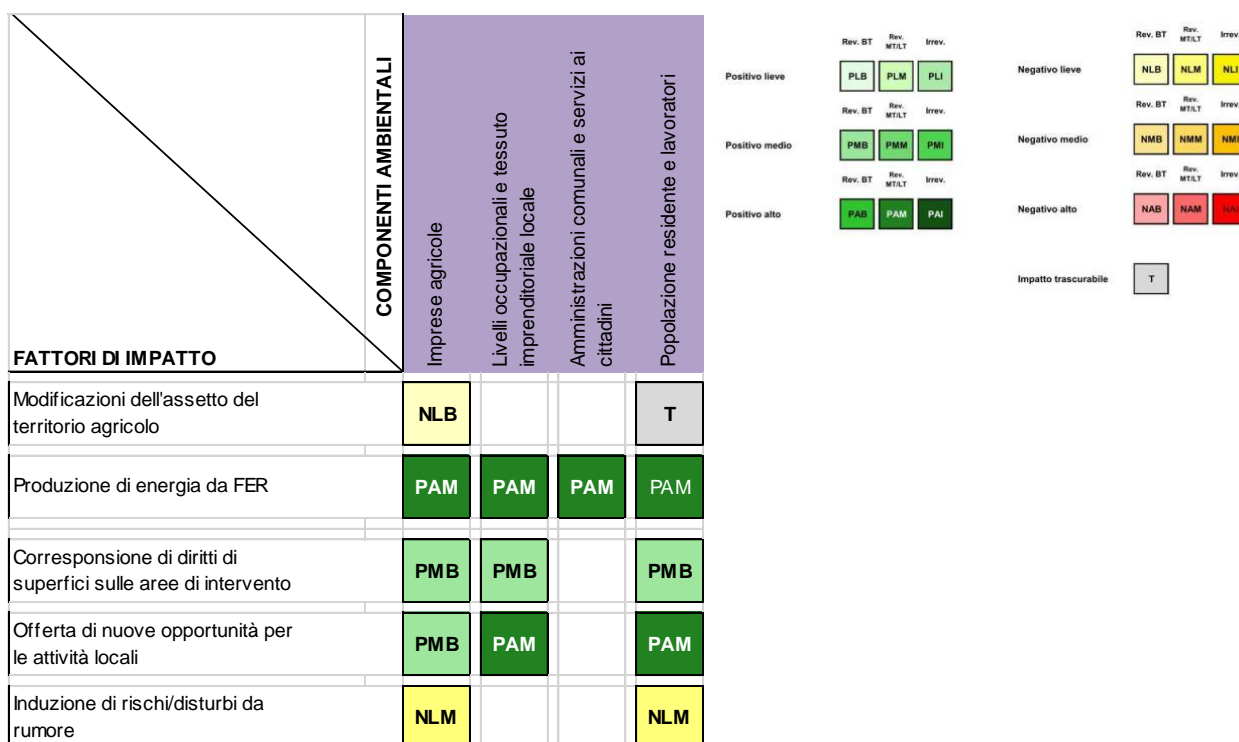 COMPONENTI AMBIENTALI
Imprese agricole
Livelli occupazionali e tessuto
imprenditoriale locale
Amministrazioni comunali e servizi ai
cittadini
Popolazione residente e lavoratori
FATTORI DI IMPATTO
Modificazioni dell'assetto del
territorio agricolo
NLB T
Produzione di energia da FER
PAM PAM PAM PAM
Corresponsione di diritti di
superfici sulle aree di intervento
PMB PMB PMB
Offerta di nuove opportunità per
le attività locali
PMB PAM PAM
Induzione di rischi/disturbi da
rumore
NLM NLM
Rev. BT Rev. MT/LT Irrev.
Positivo lieve PLB PLM PLI
Rev. BT Rev. MT/LT Irrev.
Positivo medio PMB PMM PMI
Rev. BT Rev. MT/LT Irrev.
Positivo alto PAB PAM PAI
Rev. BT Rev. MT/LT Irrev.
Negativo lieve NLB NLM NLI
Rev. BT Rev. MT/LT Irrev.
Negativo medio NMB NMM NMI
Rev. BT Rev. MT/LT Irrev.
Negativo alto NAB NAM NAI
Impatto trascurabile T